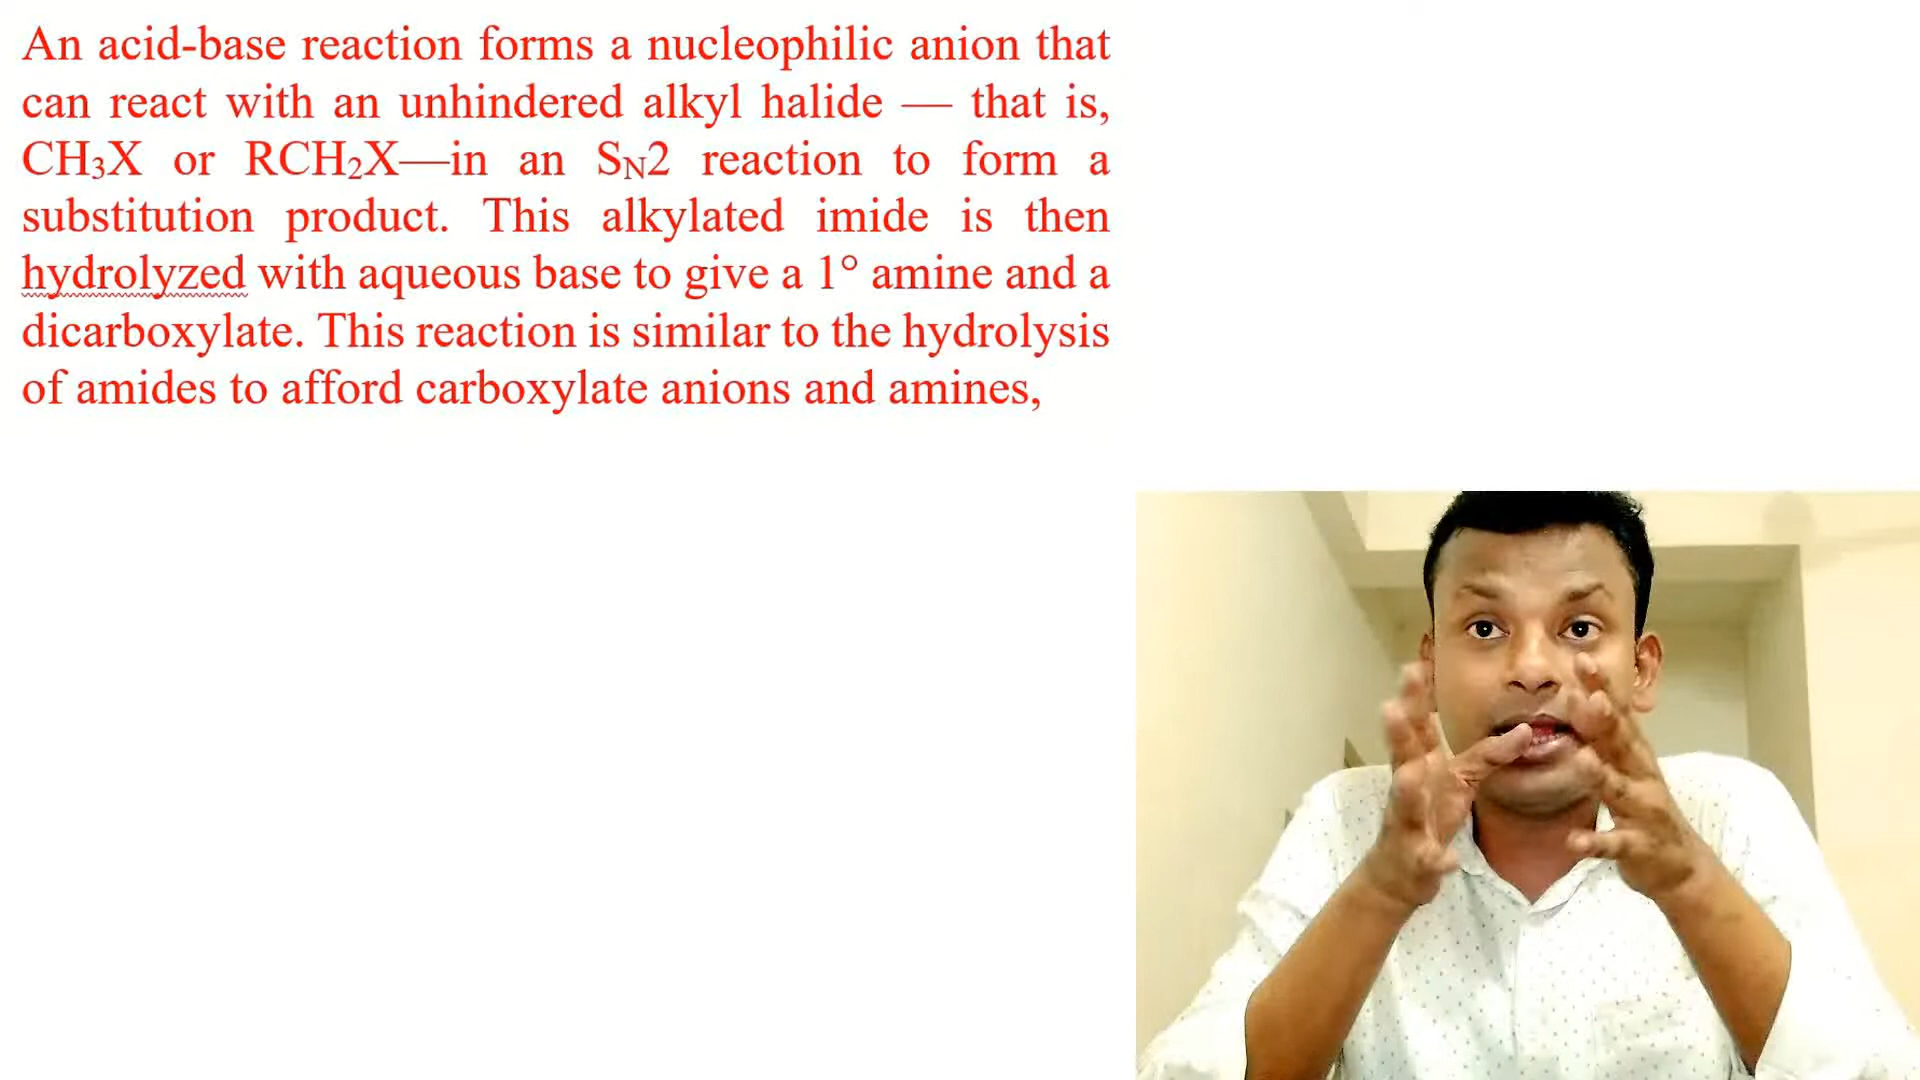 An acid-base reaction forms a nucleophilic anion that
can react with an unhindered alkyl halide — that is,
CH₃X or RCH₂X—in an Sₙ2 reaction to form a
substitution product. This alkylated imide is then
hydrolyzed with aqueous base to give a 1° amine and a
dicarboxylate. This reaction is similar to the hydrolysis
of amides to afford carboxylate anions and amines,